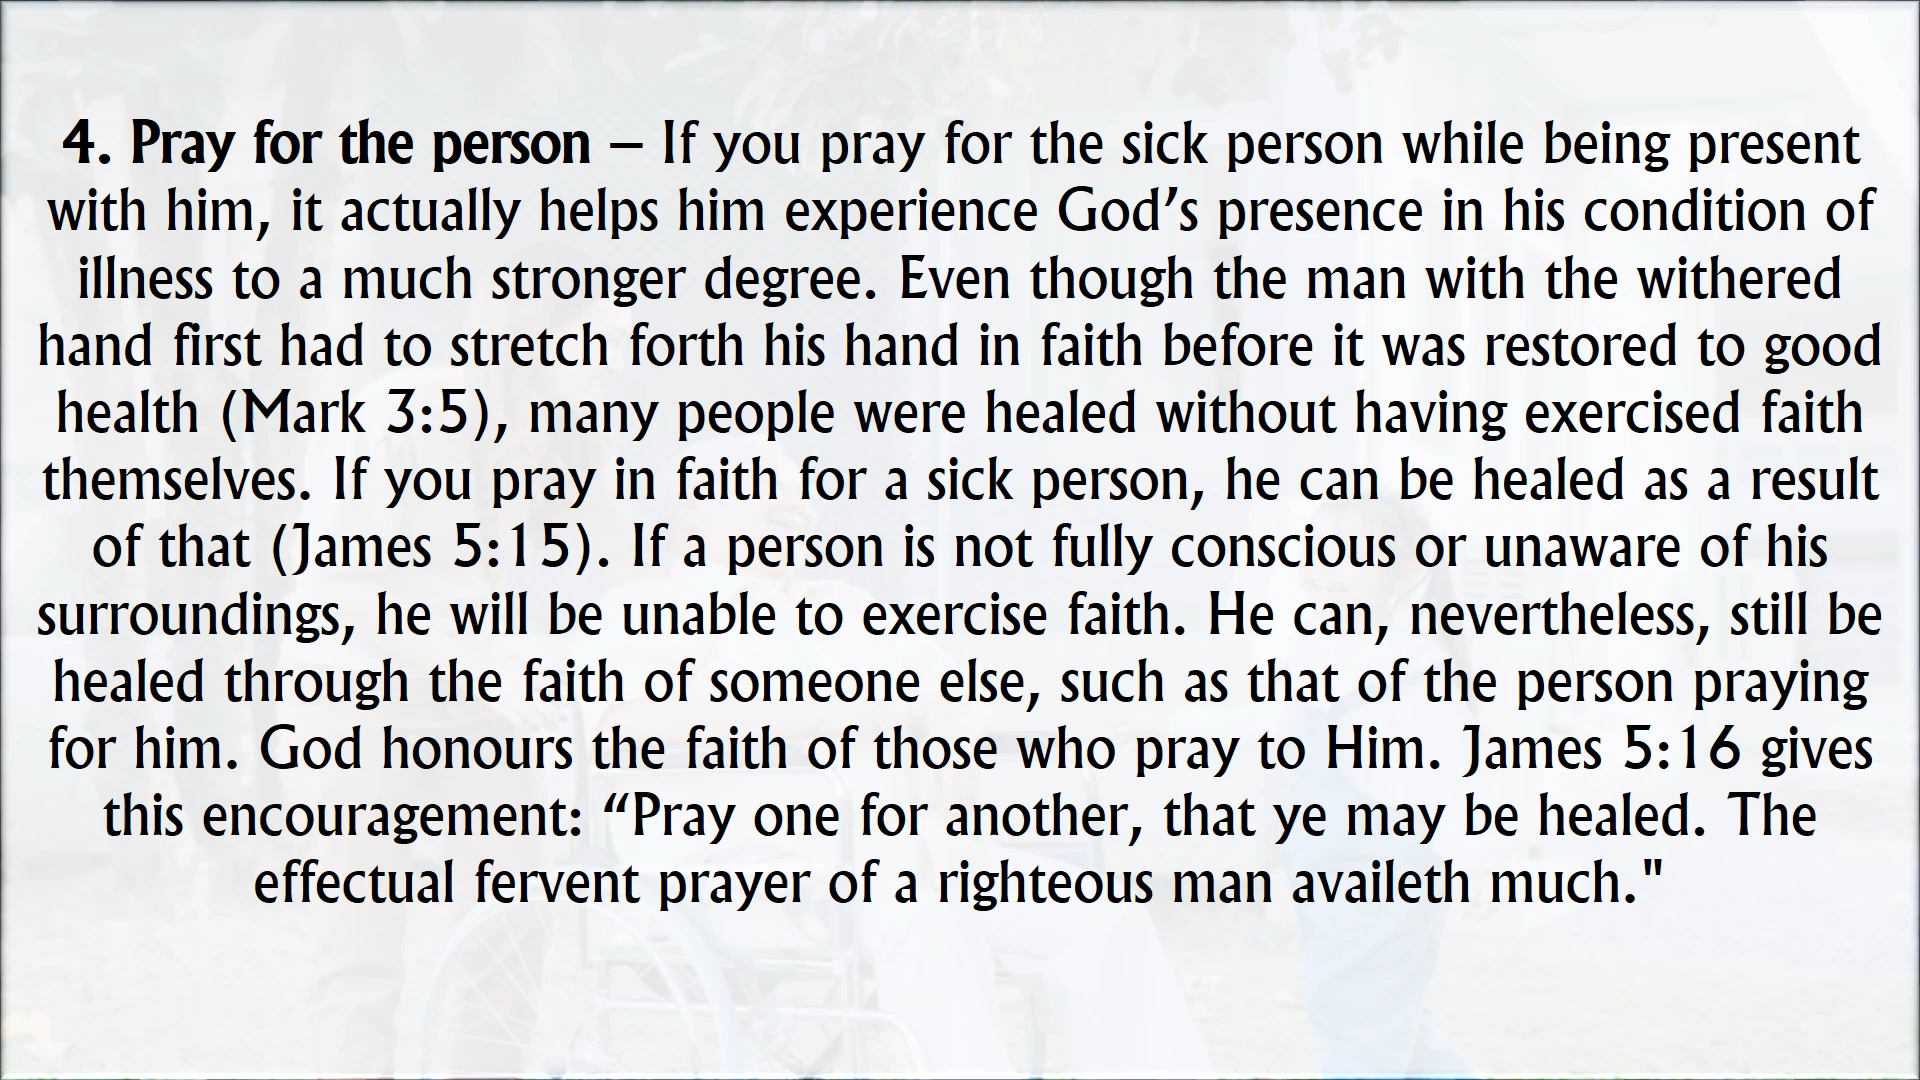 4. Pray for the person – If you pray for the sick person while being present
with him, it actually helps him experience God’s presence in his condition of
illness to a much stronger degree. Even though the man with the withered
hand first had to stretch forth his hand in faith before it was restored to good
health (Mark 3:5), many people were healed without having exercised faith
themselves. If you pray in faith for a sick person, he can be healed as a result
of that (James 5:15). If a person is not fully conscious or unaware of his
surroundings, he will be unable to exercise faith. He can, nevertheless, still be
healed through the faith of someone else, such as that of the person praying
for him. God honours the faith of those who pray to Him. James 5:16 gives
this encouragement: “Pray one for another, that ye may be healed. The
effectual fervent prayer of a righteous man availeth much."